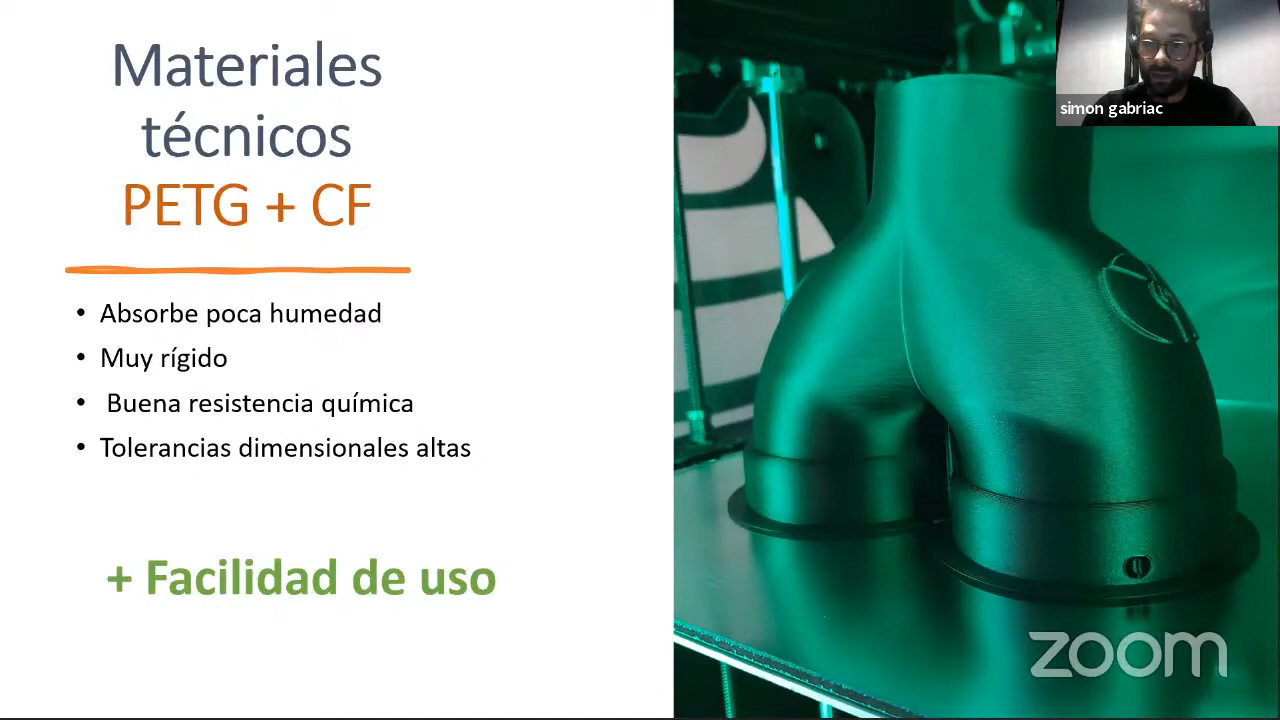 Materiales
técnicos
PETG + CF
• Absorbe poca humedad
• Muy rígido
• Buena resistencia química
• Tolerancias dimensionales altas
+ Facilidad de uso
simon gabriac
zoom